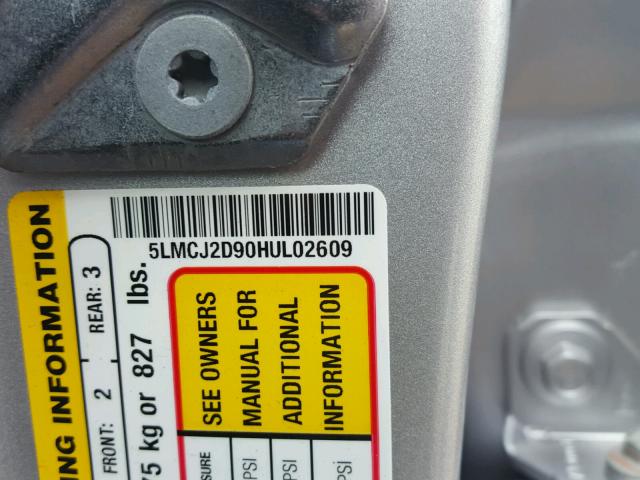 5LMCJ2D90HUL02609
ING INFORMATION
FRONT: 2
REAR: 3
75 kg or 827 lbs.
SEE OWNERS
MANUAL FOR
ADDITIONAL
INFORMATION
SURE
PSI
PSI
PSI